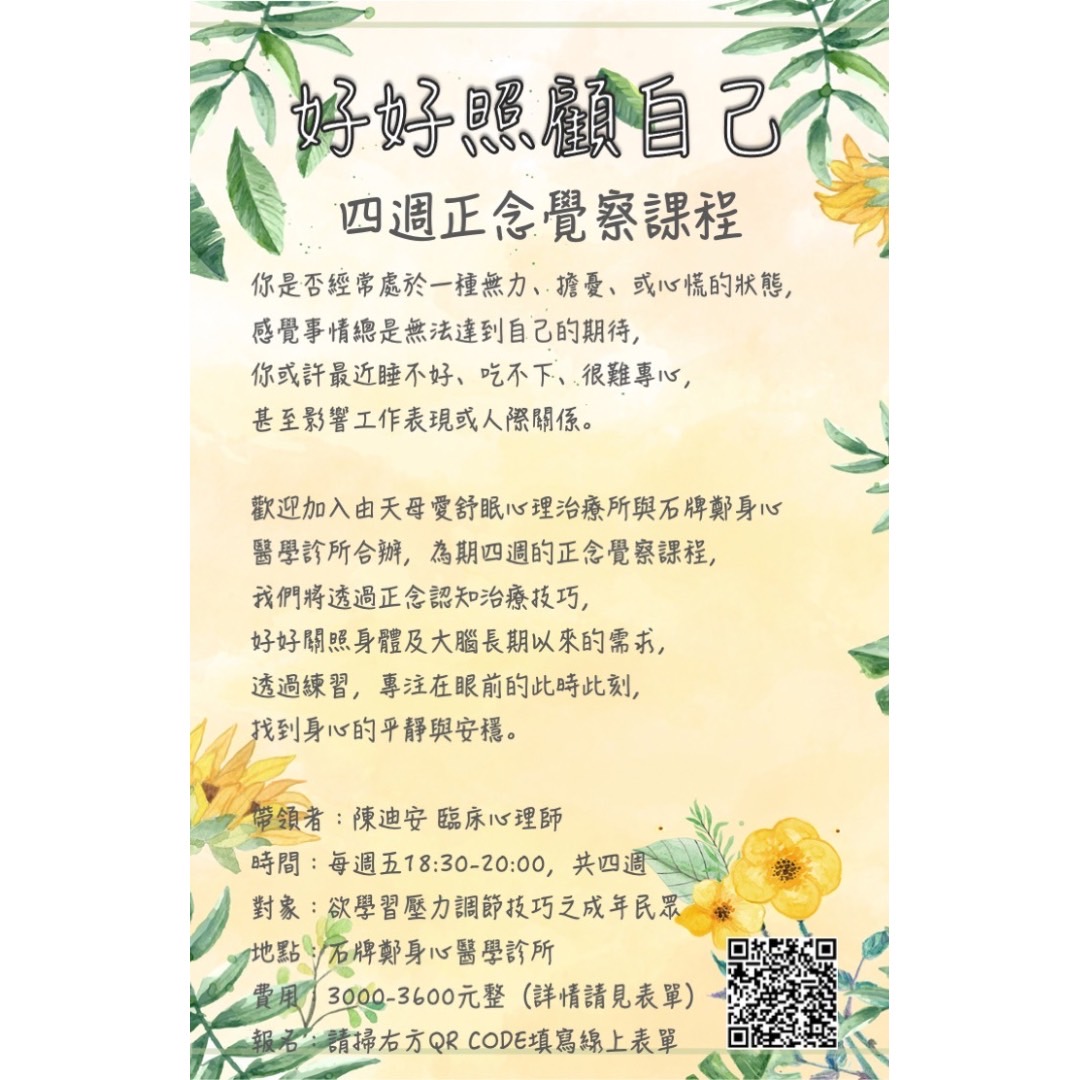 好好照顧自己
四週正念覺察課程
你是否經常處於一種無力、擔憂、或心慌的狀態,
感覺事情總是無法達到自己的期待,
你或許最近睡不好、吃不下、很難專心,
甚至影響工作表現或人際關係。
歡迎加入由天母愛舒眠心理治療所與石牌鄭身心
醫學診所合辦, 為期四週的正念覺察課程,
我們將透過正念認知治療技巧,
好好關照身體及大腦長期以來的需求,
透過練習, 專注在眼前的此時此刻,
找到身心的平靜與安穩。
帶領者：陳迪安 臨床心理師
時間：每週五18:30-20:00, 共四週
對象：欲學習壓力調節技巧之成年民眾
地點：石牌鄭身心醫學診所
費用：3000-3600元整 (詳情請見表單)
報名：請掃右方QR CODE填寫線上表單